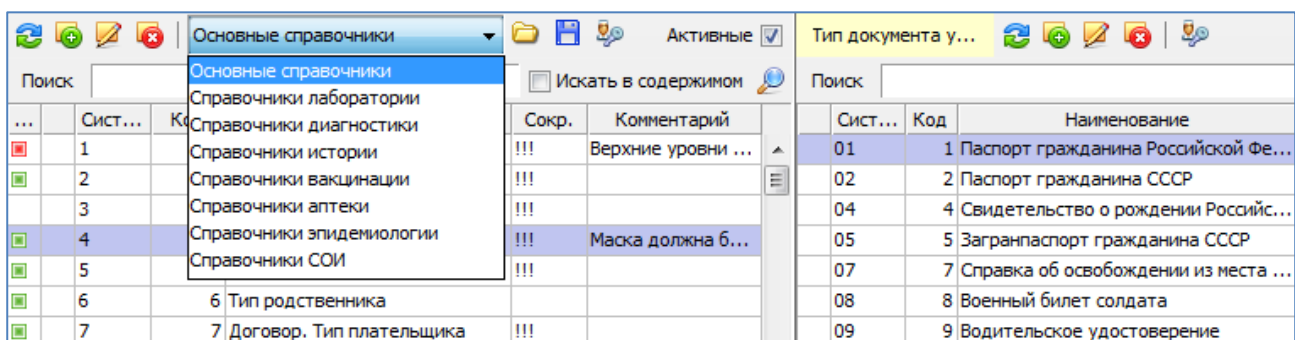 Основные справочники Активные Тип документа у...
Поиск Искать в содержимом Поиск
Основные справочники
Справочники лаборатории
Справочники диагностики
Справочники истории
Справочники вакцинации
Справочники аптеки
Справочники эпидемиологии
Справочники СОИ
... Сист... Сокр. Комментарий Сист... Код Наименование
1 !!! Верхние уровни ... 01 1 Паспорт гражданина Российской Фе...
2 !!! 02 2 Паспорт гражданина СССР
3 !!! 04 4 Свидетельство о рождении Российс...
4 !!! Маска должна б... 05 5 Загранпаспорт гражданина СССР
5 !!! 07 7 Справка об освобождении из места ...
6 6 Тип родственника 08 8 Военный билет солдата
7 7 Договор. Тип плательщика !!! 09 9 Водительское удостоверение